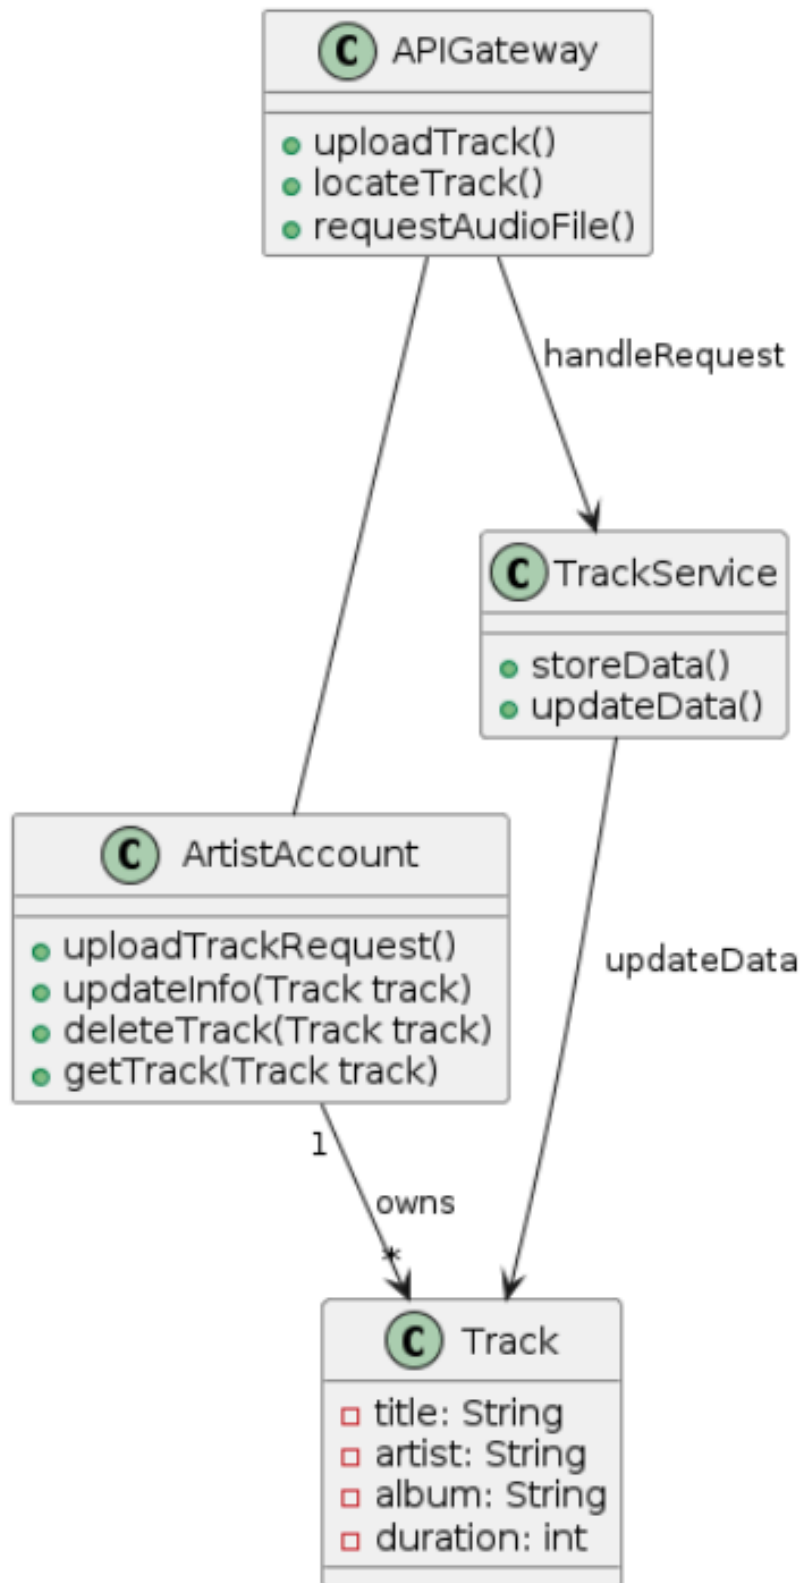 C APIGateway
uploadTrack()
locateTrack()
requestAudioFile()
handleRequest
C TrackService
storeData()
updateData()
C ArtistAccount
uploadTrackRequest()
updateInfo(Track track)
deleteTrack(Track track)
getTrack(Track track)
updateData
1
owns
*
C Track
title: String
artist: String
album: String
duration: int